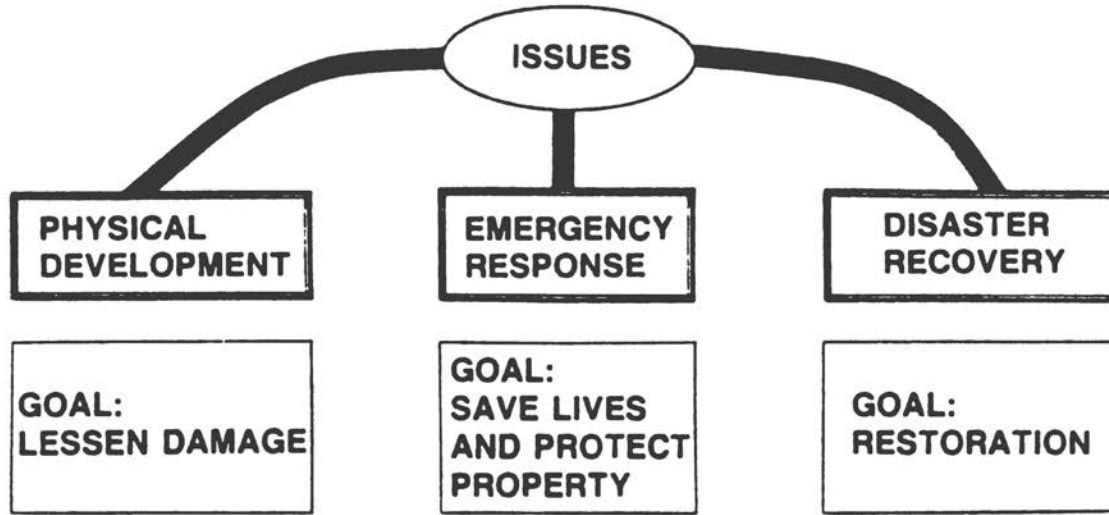 ISSUES
PHYSICAL
DEVELOPMENT
EMERGENCY
RESPONSE
DISASTER
RECOVERY
GOAL:
LESSEN DAMAGE
GOAL:
SAVE LIVES
AND PROTECT
PROPERTY
GOAL:
RESTORATION